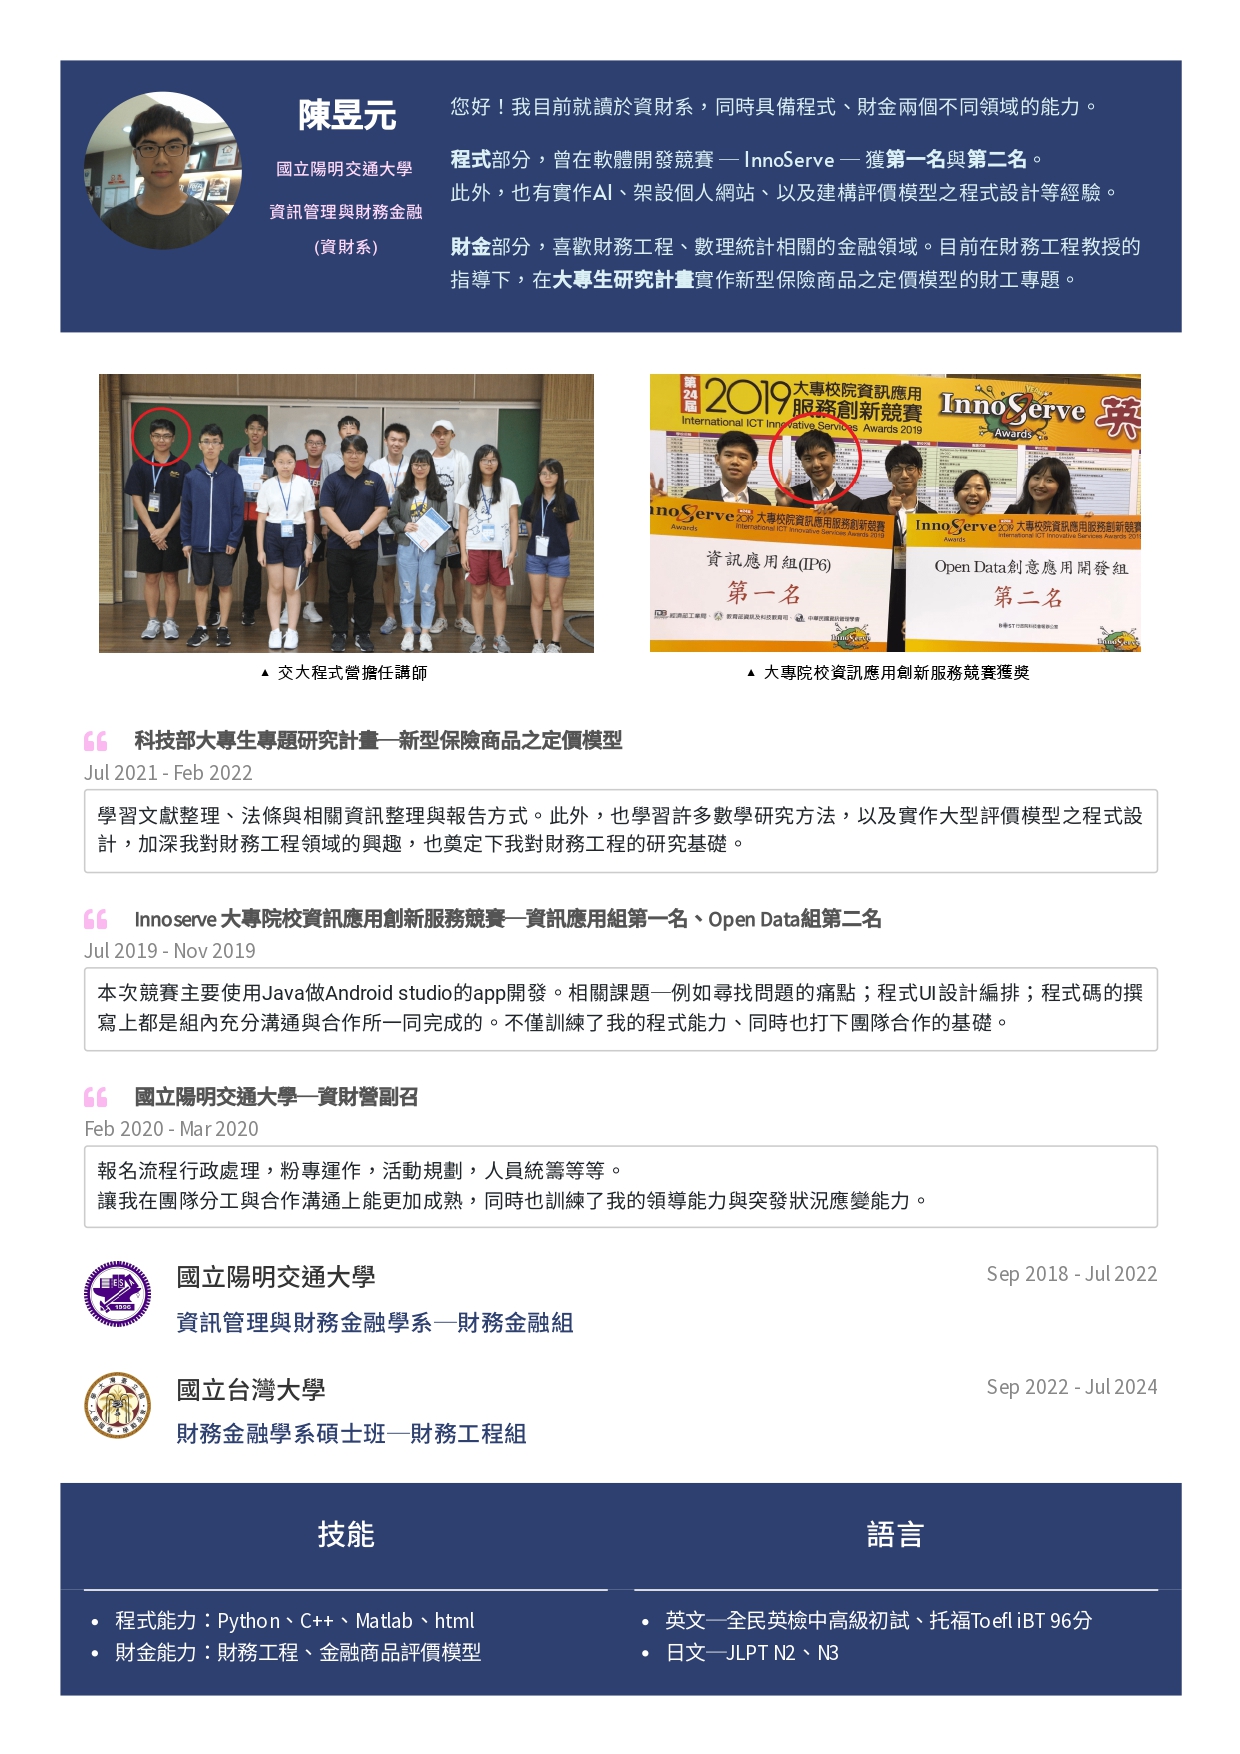 陳昱元
國立陽明交通大學
資訊管理與財務金融
(資財系)
您好！我目前就讀於資財系，同時具備程式、財金兩個不同領域的能力。
程式部分，曾在軟體開發競賽 — InnoServe — 獲第一名與第二名。
此外，也有實作AI、架設個人網站、以及建構評價模型之程式設計等經驗。
財金部分，喜歡財務工程、數理統計相關的金融領域。目前在財務工程教授的
指導下，在大專生研究計畫實作新型保險商品之定價模型的財工專題。
第24屆 2019 大專校院資訊應用
服務創新競賽
International ICT Innovative Services Awards 2019
InnoServe
Awards
英
InnoServe 2019 大專校院資訊應用服務創新競賽
Awards International ICT Innovative Services Awards 2019
資訊應用組(IP6)
第一名
InnoServe 2019 大專校院資訊應用服務創新競賽
Awards International ICT Innovative Services Awards 2019
Open Data創意應用開發組
第二名
▲ 交大程式營擔任講師
▲ 大專院校資訊應用創新服務競賽獲獎
科技部大專生專題研究計畫—新型保險商品之定價模型
Jul 2021 - Feb 2022
學習文獻整理、法條與相關資訊整理與報告方式。此外，也學習許多數學研究方法，以及實作大型評價模型之程式設
計，加深我對財務工程領域的興趣，也奠定下我對財務工程的研究基礎。
Innoserve 大專院校資訊應用創新服務競賽—資訊應用組第一名、Open Data組第二名
Jul 2019 - Nov 2019
本次競賽主要使用Java做Android studio的app開發。相關課題—例如尋找問題的痛點；程式UI設計編排；程式碼的撰
寫上都是組內充分溝通與合作所一同完成的。不僅訓練了我的程式能力、同時也打下團隊合作的基礎。
國立陽明交通大學—資財營副召
Feb 2020 - Mar 2020
報名流程行政處理，粉專運作，活動規劃，人員統籌等等。
讓我在團隊分工與合作溝通上能更加成熟，同時也訓練了我的領導能力與突發狀況應變能力。
ES
1896
國立陽明交通大學
Sep 2018 - Jul 2022
資訊管理與財務金融學系—財務金融組
國立台灣大學
Sep 2022 - Jul 2024
財務金融學系碩士班—財務工程組
技能
• 程式能力：Python、C++、Matlab、html
• 財金能力：財務工程、金融商品評價模型
語言
• 英文—全民英檢中高級初試、托福Toefl iBT 96分
• 日文—JLPT N2、N3